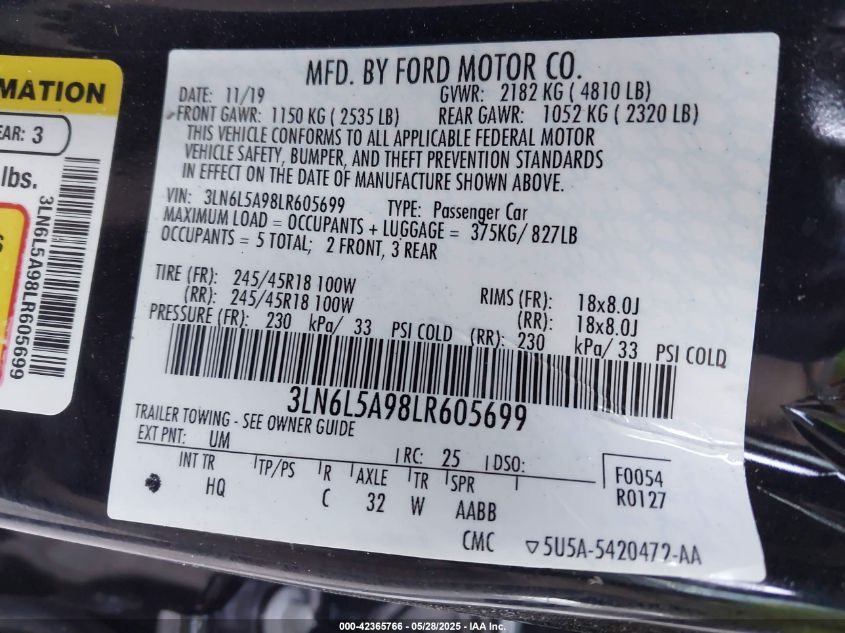 MATION
EAR: 3
lbs.
S
3LN6L5A98LR605699
MFD. BY FORD MOTOR CO.
DATE: 11/19 GVWR: 2182 KG ( 4810 LB)
FRONT GAWR: 1150 KG ( 2535 LB) REAR GAWR: 1052 KG ( 2320 LB)
THIS VEHICLE CONFORMS TO ALL APPLICABLE FEDERAL MOTOR
VEHICLE SAFETY, BUMPER, AND THEFT PREVENTION STANDARDS
IN EFFECT ON THE DATE OF MANUFACTURE SHOWN ABOVE.
VIN: 3LN6L5A98LR605699 TYPE: Passenger Car
MAXIMUM LOAD = OCCUPANTS + LUGGAGE = 375KG/ 827LB
OCCUPANTS = 5 TOTAL; 2 FRONT, 3 REAR
TIRE (FR): 245/45R18 100W RIMS (FR): 18x8.0J
(RR): 245/45R18 100W (RR): 18x8.0J
PRESSURE (FR): 230 kPa/ 33 PSI COLD (RR): 230 kPa/ 33 PSI COLD
3LN6L5A98LR605699
TRAILER TOWING - SEE OWNER GUIDE
EXT PNT: UM RC: 25 DSO:
INT TR TP/PS R AXLE TR SPR
HQ C 32 W AABB
F0054
R0127
CMC ▽5U5A-5420472-AA
000-42365766 - 05/28/2025 - IAA Inc.